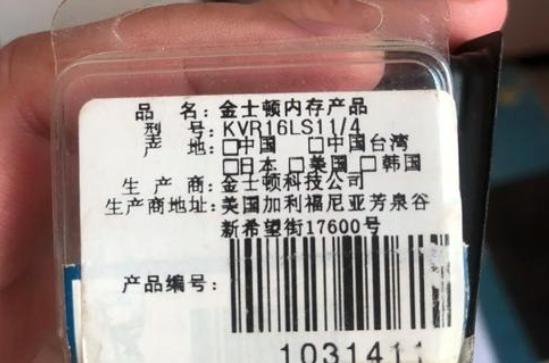 品 名：金士顿内存产品
型 号：KVR16LS11/4
产 地：□中国 □中国台湾
□日本 □美国 □韩国
生 产 商：金士顿科技公司
生产商地址：美国加利福尼亚芳泉谷
新希望街17600号
产品编号：
1031411